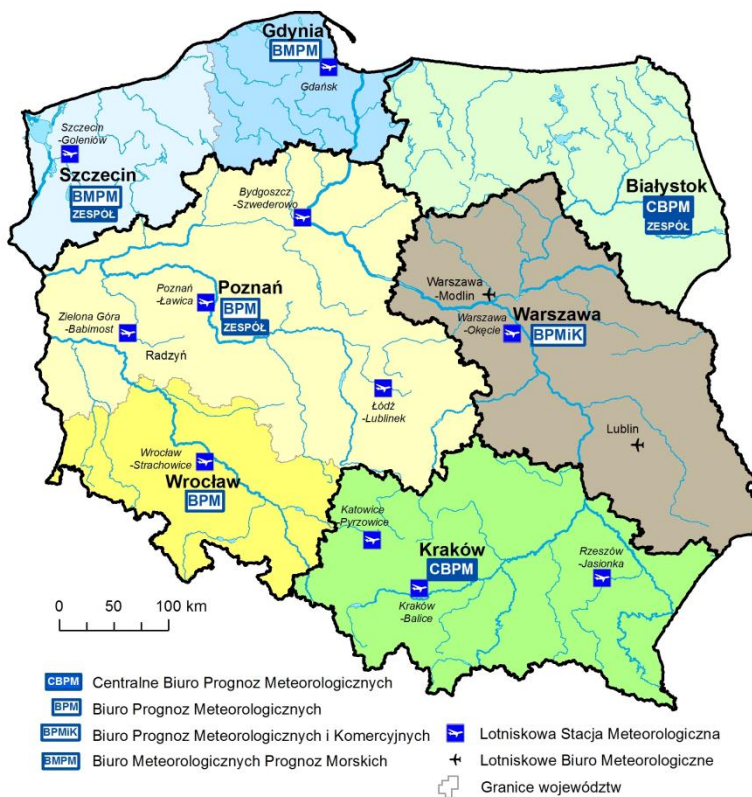 Gdynia
BMPM
Gdańsk
Szczecin
-Goleniów
Szczecin
BMPM
ZESPÓŁ
Białystok
CBPM
ZESPÓŁ
Bydgoszcz
-Szwederowo
Poznań
-Ławica
Poznań
BPM
ZESPÓŁ
Zielona Góra
-Babimost
Radzyń
Warszawa
-Modlin
Warszawa
-Okęcie
Warszawa
BPMiK
Łódź
-Lublinek
Lublin
Wrocław
-Strachowice
Wrocław
BPM
Katowice
-Pyrzowice
Kraków
CBPM
Kraków
-Balice
Rzeszów
-Jasionka
0 50 100 km
CBPM Centralne Biuro Prognoz Meteorologicznych
BPM Biuro Prognoz Meteorologicznych
BPMiK Biuro Prognoz Meteorologicznych i Komercyjnych
BMPM Biuro Meteorologicznych Prognoz Morskich
Lotniskowa Stacja Meteorologiczna
Lotniskowe Biuro Meteorologiczne
Granice województw